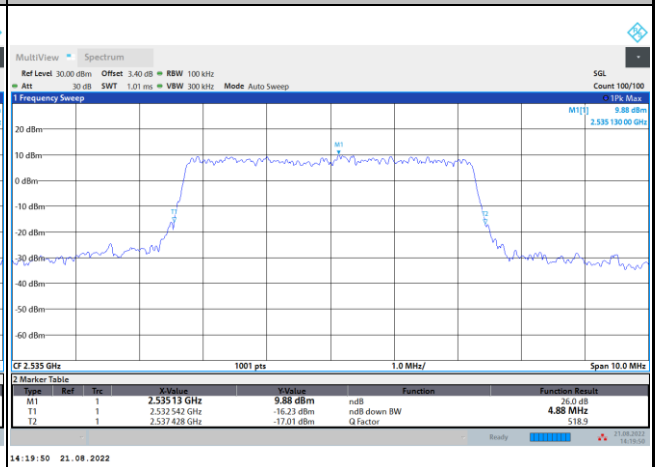 MultiView Spectrum
Ref Level 30.00 dBm Offset 3.40 dB RBW 100 kHz SGL
Att 30 dB SWT 1.01 ms VBW 300 kHz Mode Auto Sweep Count 100/100
1 Frequency Sweep 1Pk Max
M1[1] 9.88 dBm
2.535 130 00 GHz
20 dBm
M1
10 dBm
0 dBm
-10 dBm
T1
T2
-20 dBm
-30 dBm
-40 dBm
-50 dBm
-60 dBm
CF 2.535 GHz 1001 pts 1.0 MHz/ Span 10.0 MHz
2 Marker Table
Type Ref Trc X-Value Y-Value Function Function Result
M1 1 2.53513 GHz 9.88 dBm ndB 26.0 dB
T1 1 2.532 542 GHz -16.23 dBm ndB down BW 4.88 MHz
T2 1 2.537 428 GHz -17.01 dBm Q Factor 518.9
Ready 21.08.2022
14:19:50
14:19:50 21.08.2022